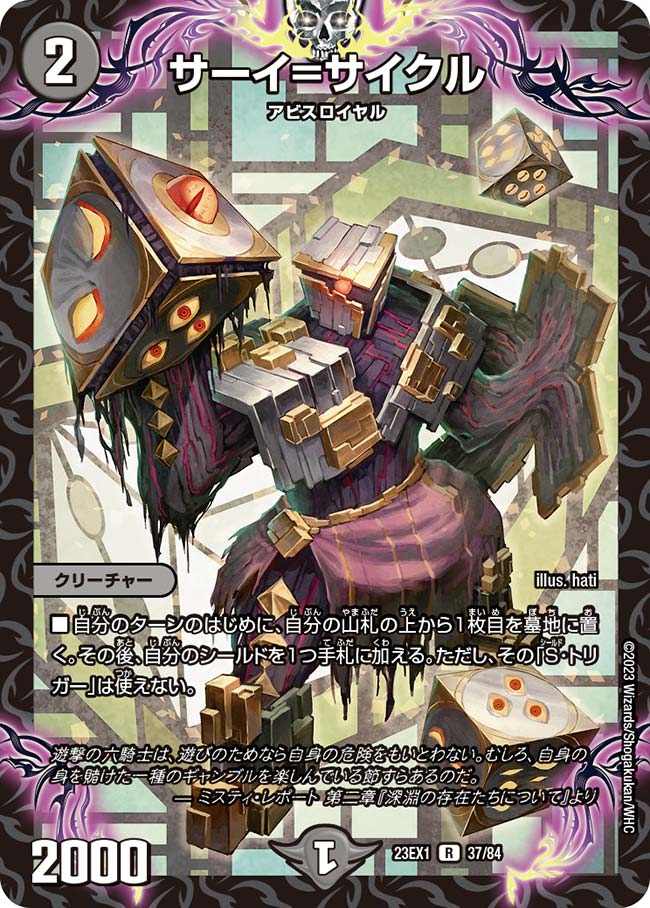 2
サーイ=サイクル
アビスロイヤル
クリーチャー
illus. hati
■自分のターンのはじめに、自分の山札の上から1枚目を墓地に置
く。その後、自分のシールドを1つ手札に加える。ただし、その「S・トリ
ガー」は使えない。
遊撃の六騎士は、遊びのためなら自身の危険をもいとわない。むしろ、自身の
身を賭けた一種のギャンブルを楽しんでいる節すらあるのだ。
— ミスティ・レポート 第二章『深淵の存在たちについて』より
2000
1
23EX1 R 37/84
©2023 Wizards/Shogakukan/WHC